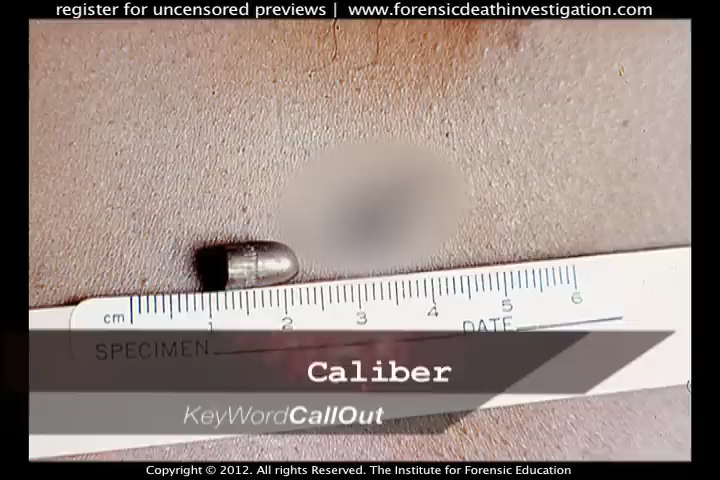 register for uncensored previews | www.forensicdeathinvestigation.com
cm 1 2 3 4 5 6
SPECIMEN DATE
Caliber
KeyWordCallOut
Copyright © 2012. All rights Reserved. The Institute for Forensic Education